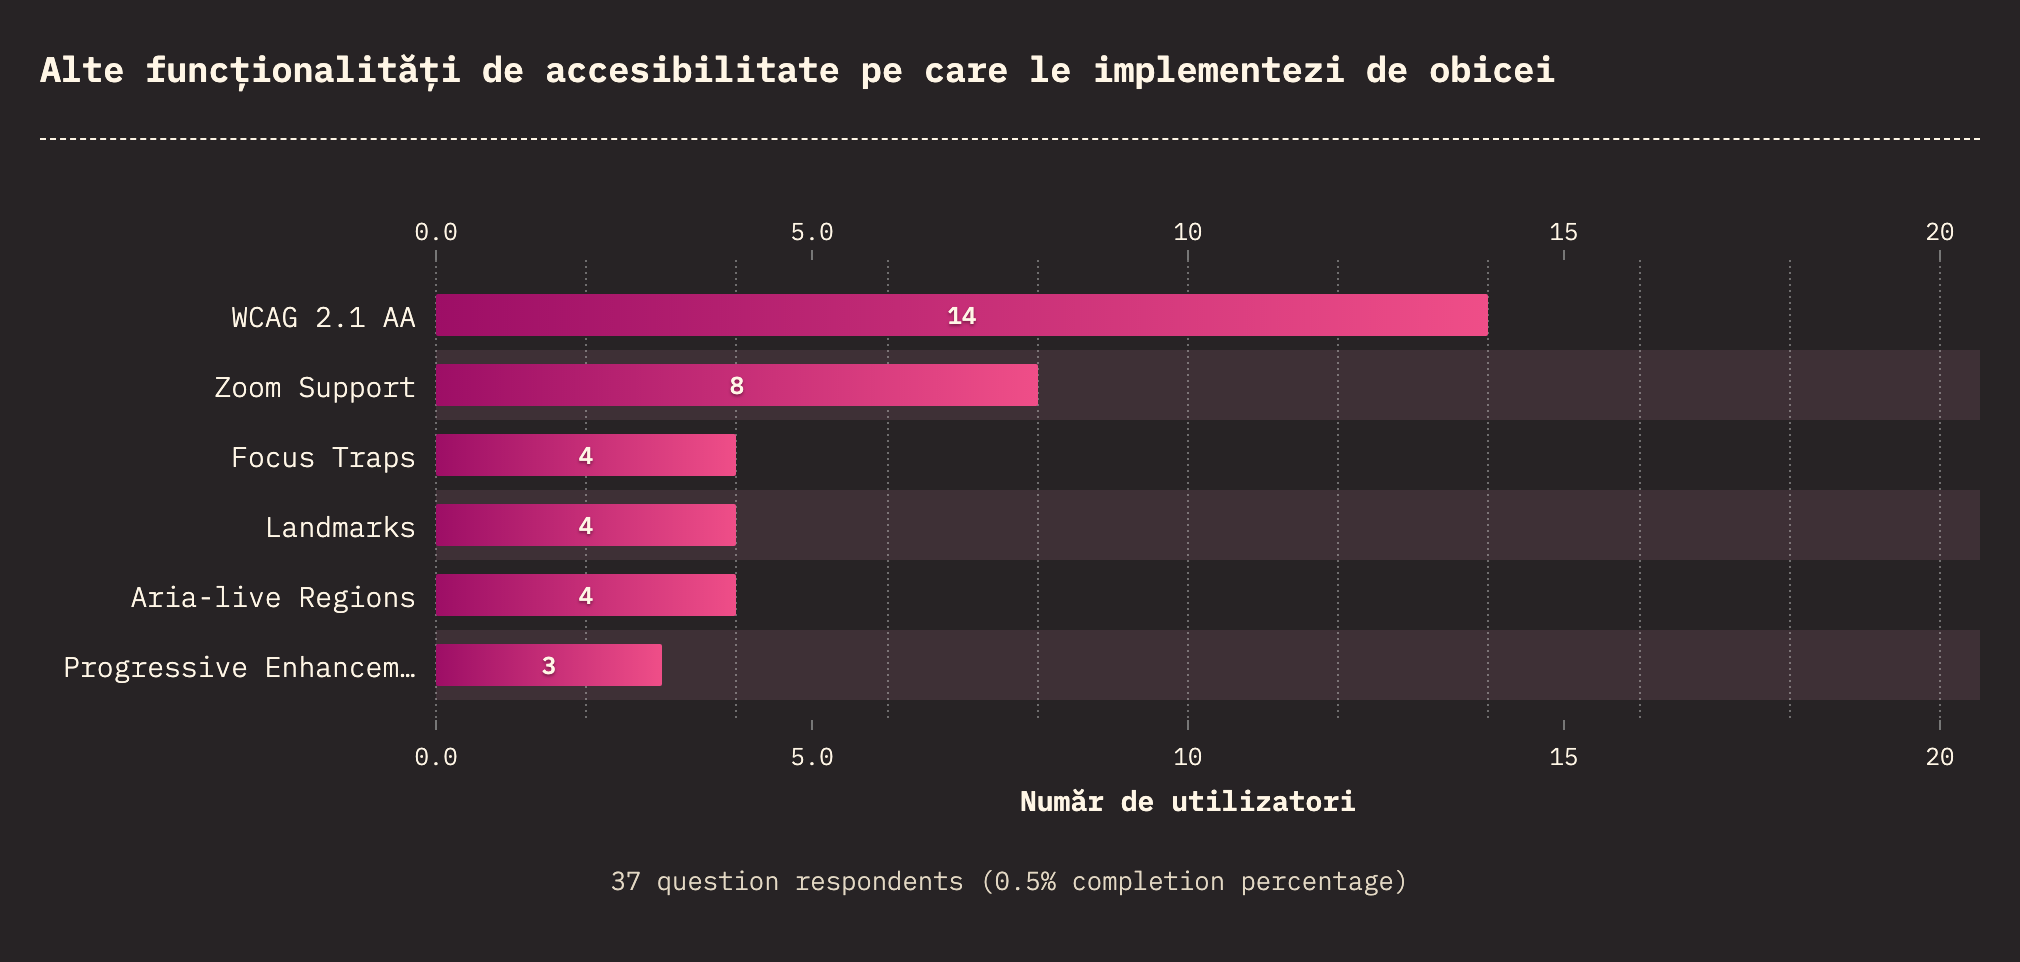 Alte funcționalități de accesibilitate pe care le implementezi de obicei
0.0 5.0 10 15 20
WCAG 2.1 AA 14
Zoom Support 8
Focus Traps 4
Landmarks 4
Aria-live Regions 4
Progressive Enhancem… 3
0.0 5.0 10 15 20
Număr de utilizatori
37 question respondents (0.5% completion percentage)